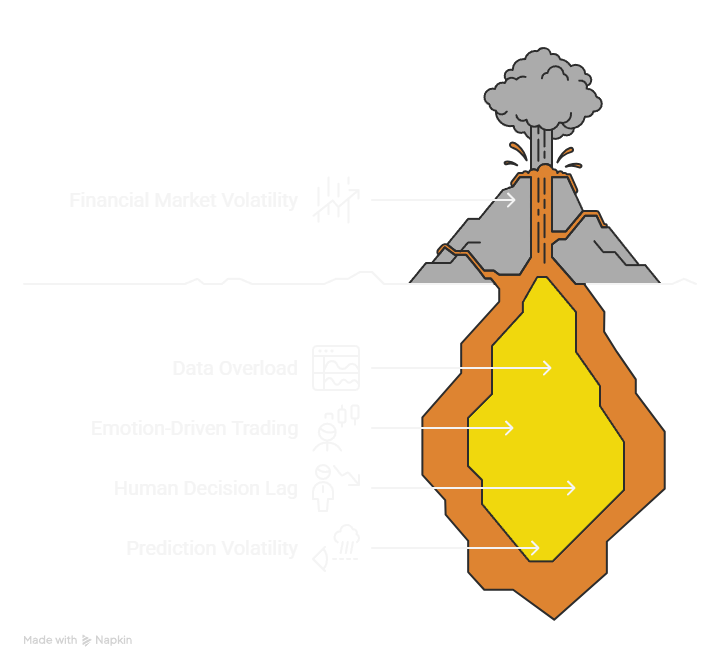 Financial Market Volatility
Data Overload
Emotion-Driven Trading
Human Decision Lag
Prediction Volatility
Made with Napkin